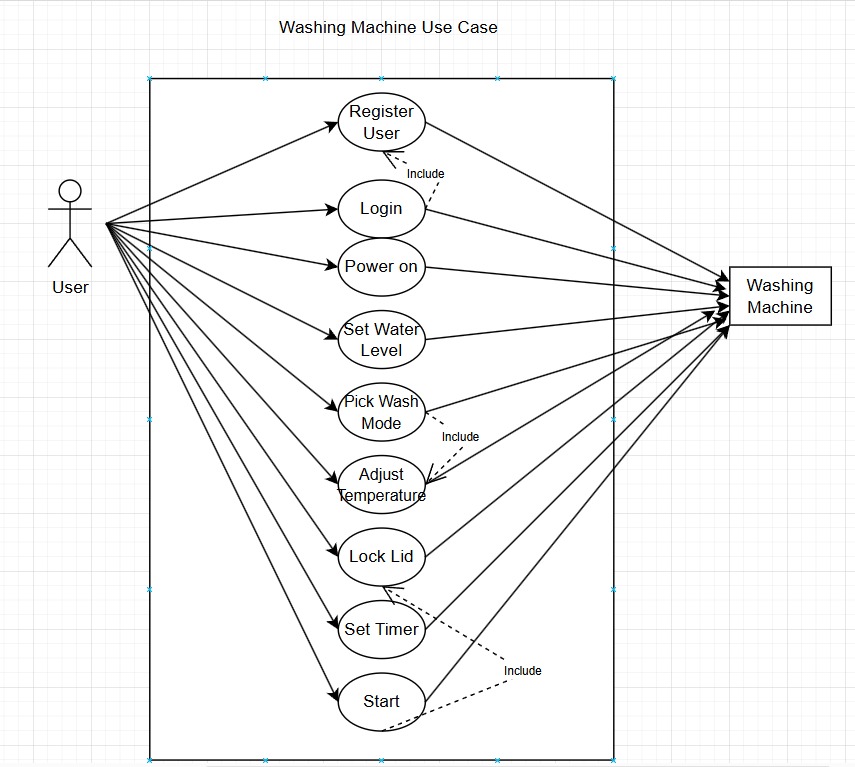 Washing Machine Use Case
Register
User
Include
Login
Power on
User
Washing
Machine
Set Water
Level
Pick Wash
Mode
Include
Adjust
Temperature
Lock Lid
Set Timer
Include
Start